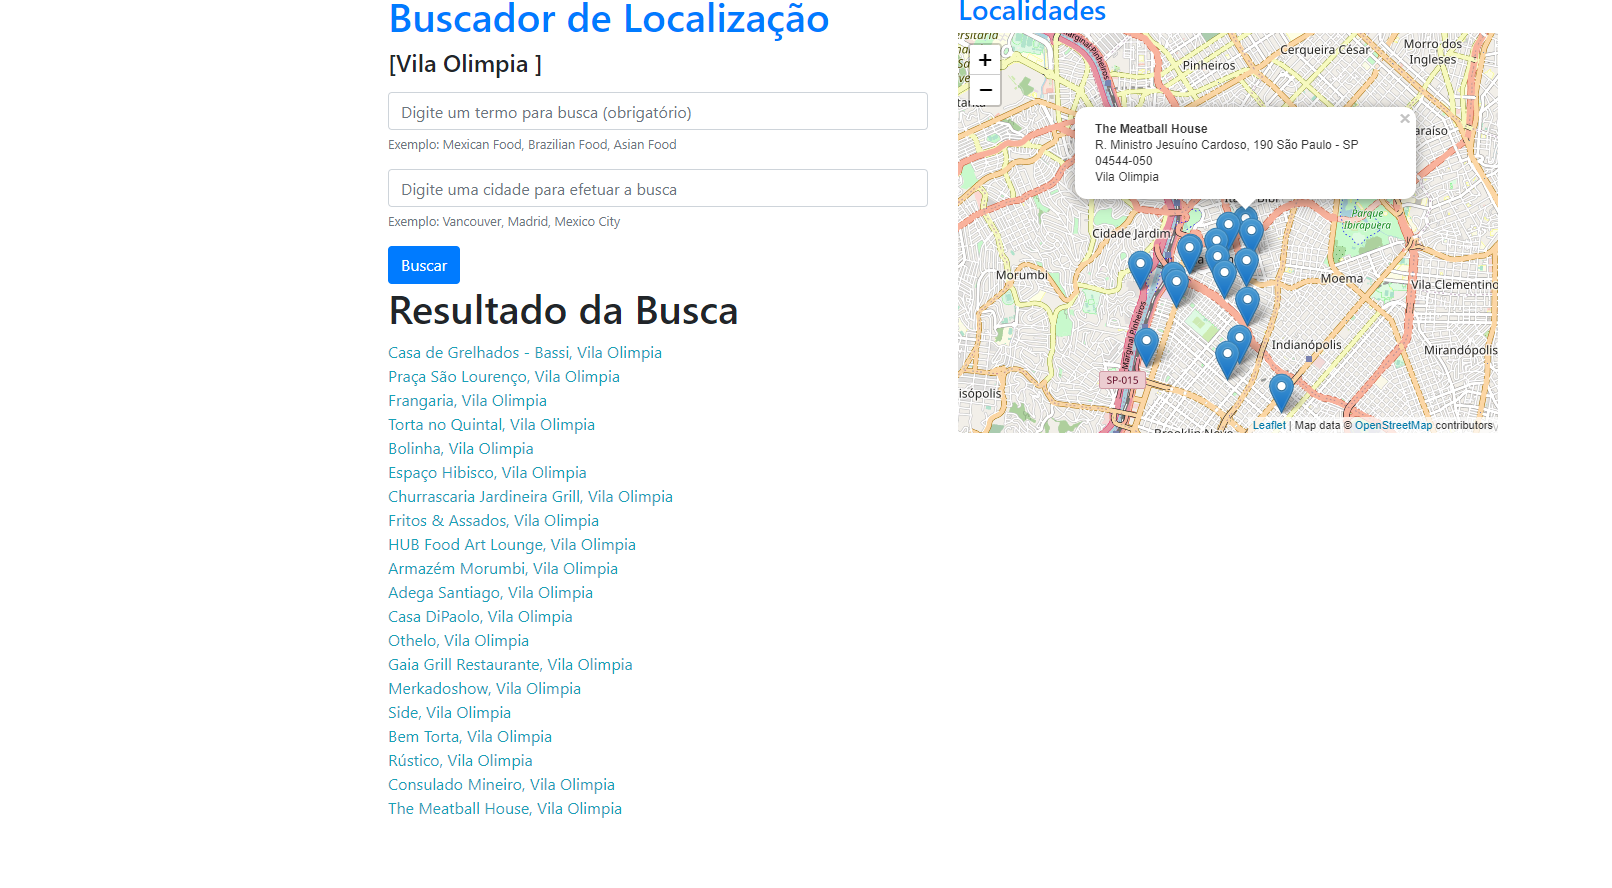 Buscador de Localização
[Vila Olimpia ]
Digite um termo para busca (obrigatório)
Exemplo: Mexican Food, Brazilian Food, Asian Food
Digite uma cidade para efetuar a busca
Exemplo: Vancouver, Madrid, Mexico City
Buscar
Resultado da Busca
Casa de Grelhados - Bassi, Vila Olimpia
Praça São Lourenço, Vila Olimpia
Frangaria, Vila Olimpia
Torta no Quintal, Vila Olimpia
Bolinha, Vila Olimpia
Espaço Hibisco, Vila Olimpia
Churrascaria Jardineira Grill, Vila Olimpia
Fritos & Assados, Vila Olimpia
HUB Food Art Lounge, Vila Olimpia
Armazém Morumbi, Vila Olimpia
Adega Santiago, Vila Olimpia
Casa DiPaolo, Vila Olimpia
Othelo, Vila Olimpia
Gaia Grill Restaurante, Vila Olimpia
Merkadoshow, Vila Olimpia
Side, Vila Olimpia
Bem Torta, Vila Olimpia
Rústico, Vila Olimpia
Consulado Mineiro, Vila Olimpia
The Meatball House, Vila Olimpia
Localidades
+
−
Marginal Pinheiros
Cerqueira César
Morro dos
Ingleses
Pinheiros
×
The Meatball House
R. Ministro Jesuíno Cardoso, 190 São Paulo - SP
04544-050
Vila Olimpia
araíso
Parque
Ibirapuera
Cidade Jardim
Morumbi
Moema
Vila Clementino
Marginal Pinheiros
Indianópolis
Mirandópolis
SP-015
isópolis
Brooklin Novo
Leaflet | Map data © OpenStreetMap contributors